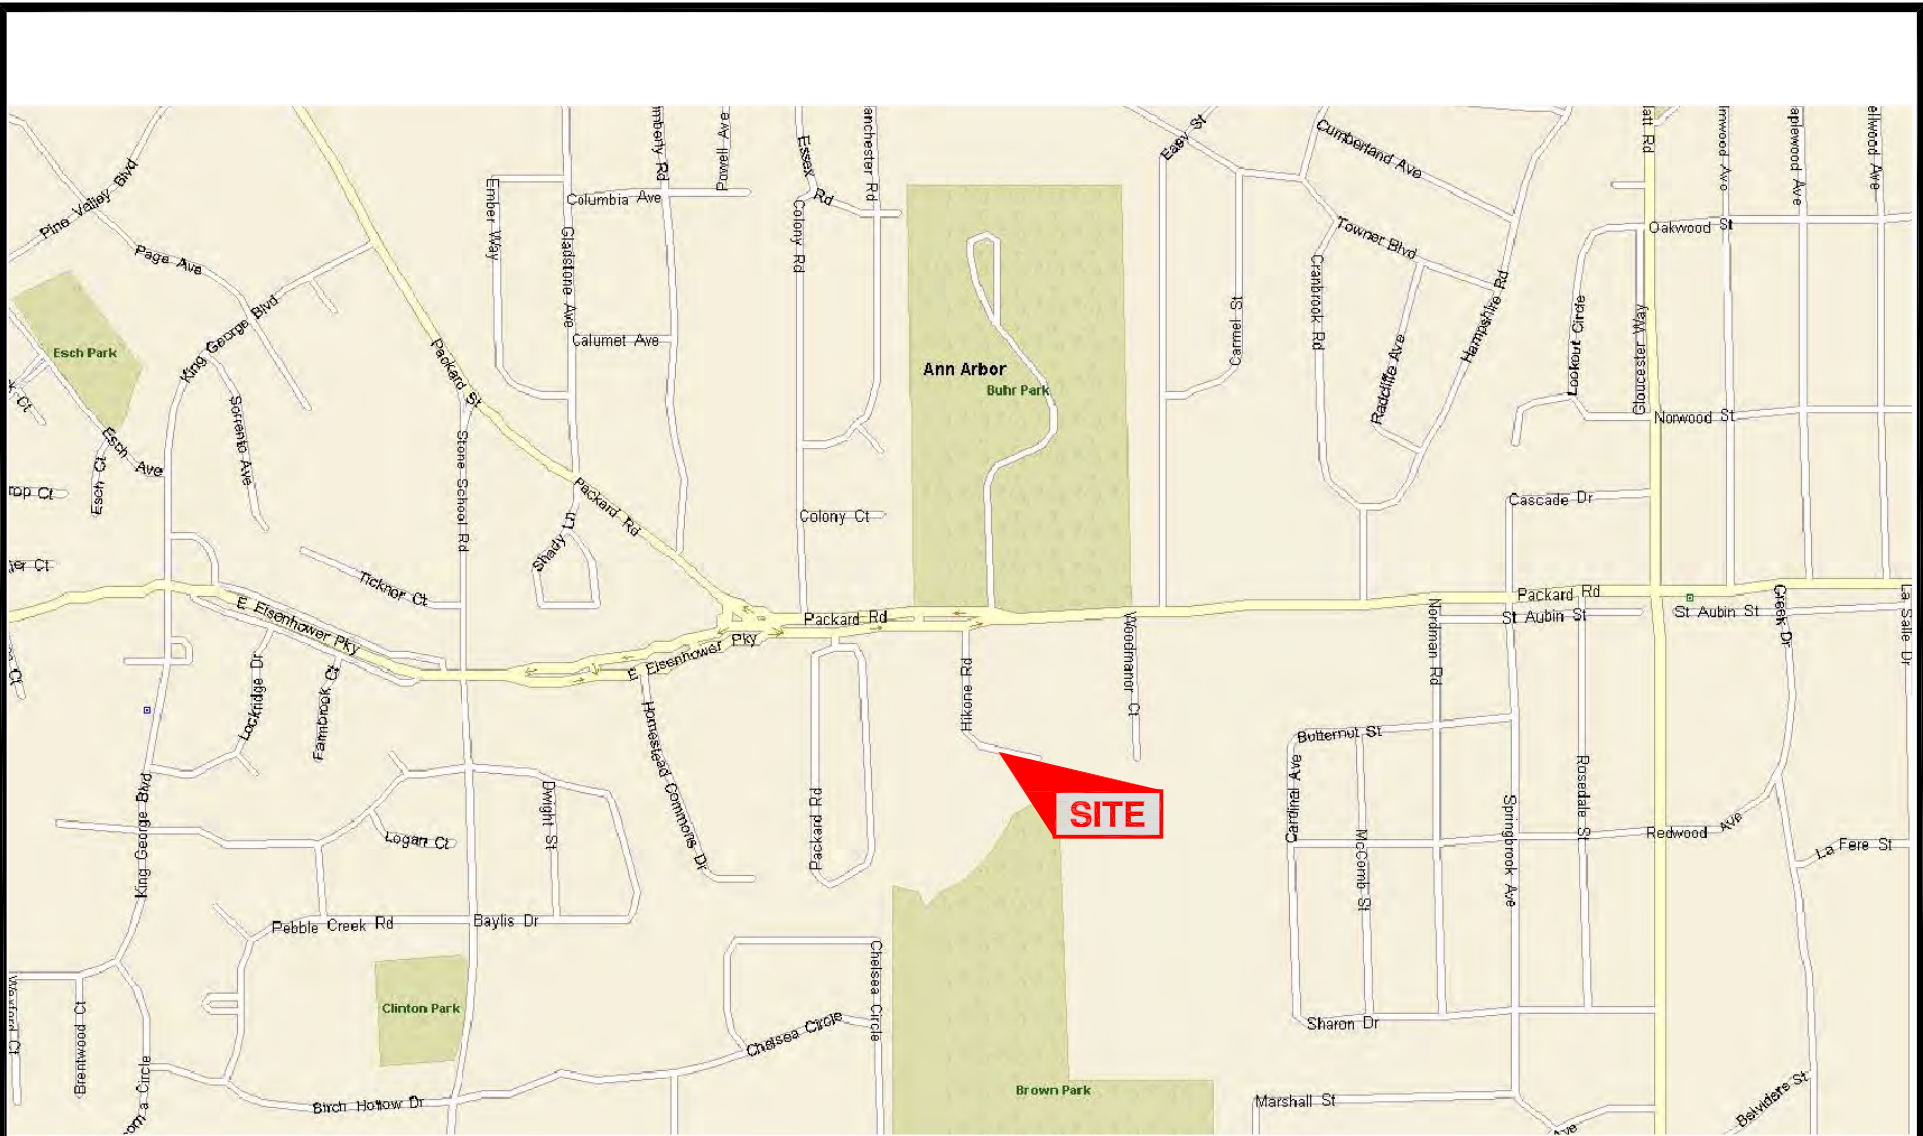 Easy St
Cumberland Ave
Powell Ave
Essex Rd
Pine Valley Blvd
Ember Way
Columbia Ave
Colony Rd
Page Ave
Gladstone Ave
Towner Blvd
Cranbrook Rd
Oakwood St
Carmel St
Hampshire Rd
Lookout Circle
Gloucester Way
King George Blvd
Esch Park
Packard St
Calumet Ave
Ann Arbor
Buhr Park
Radcliffe Ave
Norwood St
Sorrento Ave
Esch Ave
Esch Ct
Stone School Rd
Packard Rd
Colony Ct
Cascade Dr
Shady Ln
Ticknor Ct
E Eisenhower Pky
Packard Rd
E Eisenhower Pky
Packard Rd
St Aubin St
St Aubin St
Creek Dr
La Salle Dr
Nordman Rd
Woodmanor Ct
Hikone Rd
Lockridge Dr
Farmbrook Ct
Homestead Commons Dr
Butternut St
Cardinal Ave
Rosedale St
King George Blvd
Dwight St
Packard Rd
SITE
Springbrook Ave
McComb St
Redwood Ave
La Fere St
Logan Ct
Pebble Creek Rd
Baylis Dr
Clinton Park
Chelsea Circle
Chelsea Circle
Sharon Dr
Brentwood Ct
Birch Hollow Dr
Brown Park
Marshall St
Belvidere St